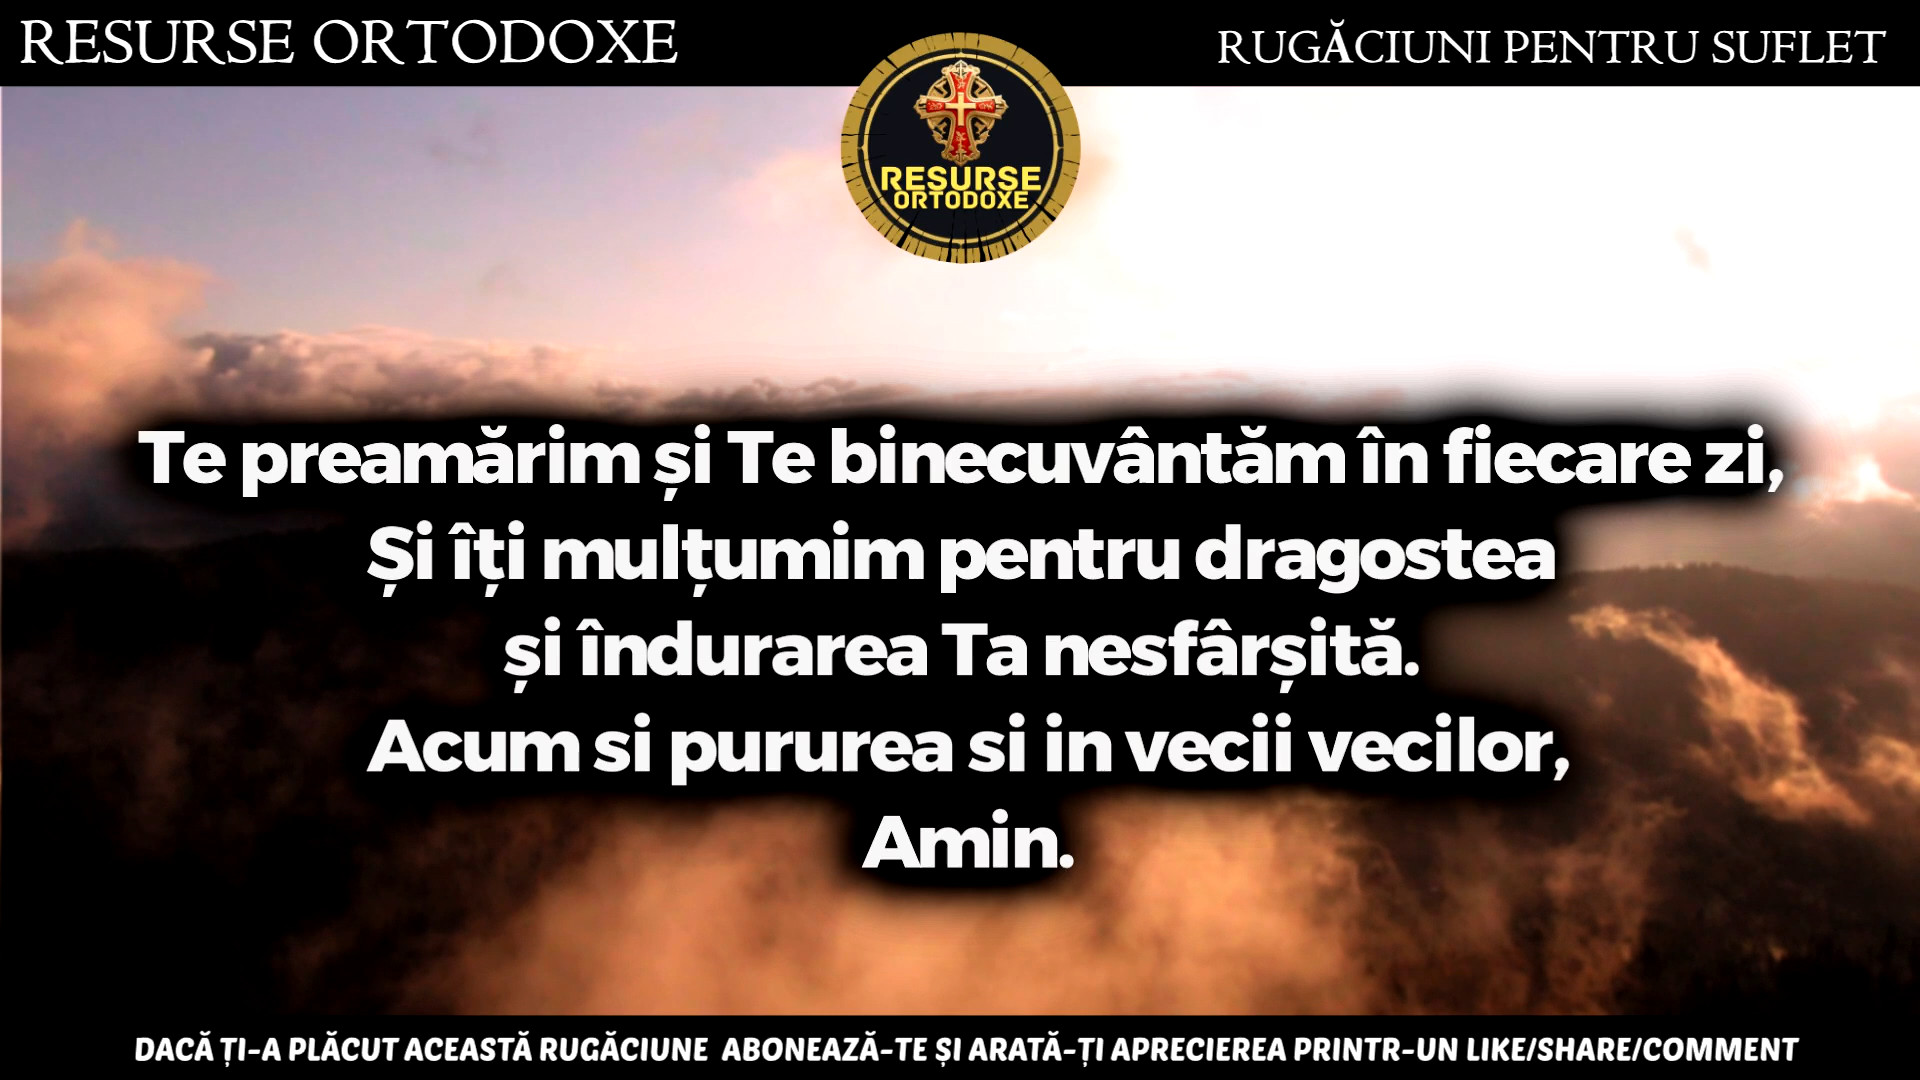 RESURSE ORTODOXE
RUGĂCIUNI PENTRU SUFLET
RESURSE
ORTODOXE
Te preamărim și Te binecuvântăm în fiecare zi,
Și îți mulțumim pentru dragostea
și îndurarea Ta nesfârșită.
Acum si pururea si in vecii vecilor,
Amin.
DACĂ ȚI-A PLĂCUT ACEASTĂ RUGĂCIUNE ABONEAZĂ-TE ȘI ARATĂ-ȚI APRECIEREA PRINTR-UN LIKE/SHARE/COMMENT